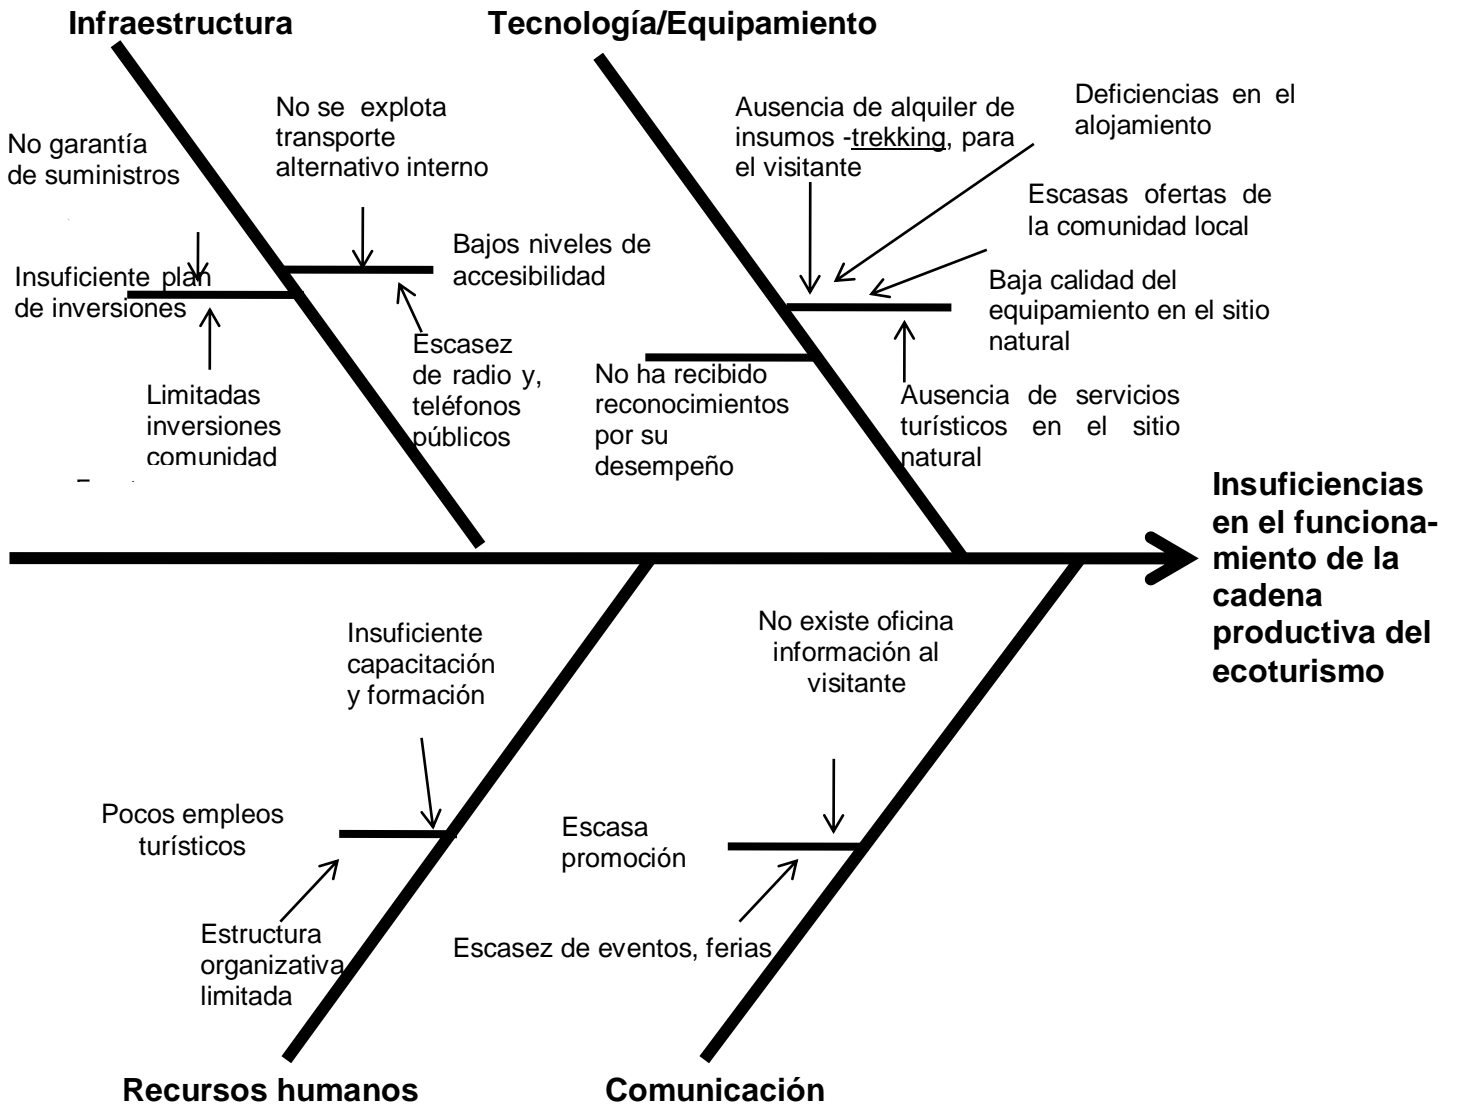 Infraestructura
Tecnología/Equipamiento
No garantía
de suministros
No se explota
transporte
alternativo interno
Insuficiente plan
de inversiones
Bajos niveles de
accesibilidad
Limitadas
inversiones
comunidad
Escasez
de radio y,
teléfonos
públicos
Ausencia de alquiler de
insumos -trekking, para
el visitante
Deficiencias en el
alojamiento
Escasas ofertas de
la comunidad local
Baja calidad del
equipamiento en el sitio
natural
No ha recibido
reconocimientos
por su
desempeño
Ausencia de servicios
turísticos en el sitio
natural
Insuficiencias
en el funciona-
miento de la
cadena
productiva del
ecoturismo
Insuficiente
capacitación
y formación
Pocos empleos
turísticos
Estructura
organizativa
limitada
No existe oficina
información al
visitante
Escasa
promoción
Escasez de eventos, ferias
Recursos humanos
Comunicación